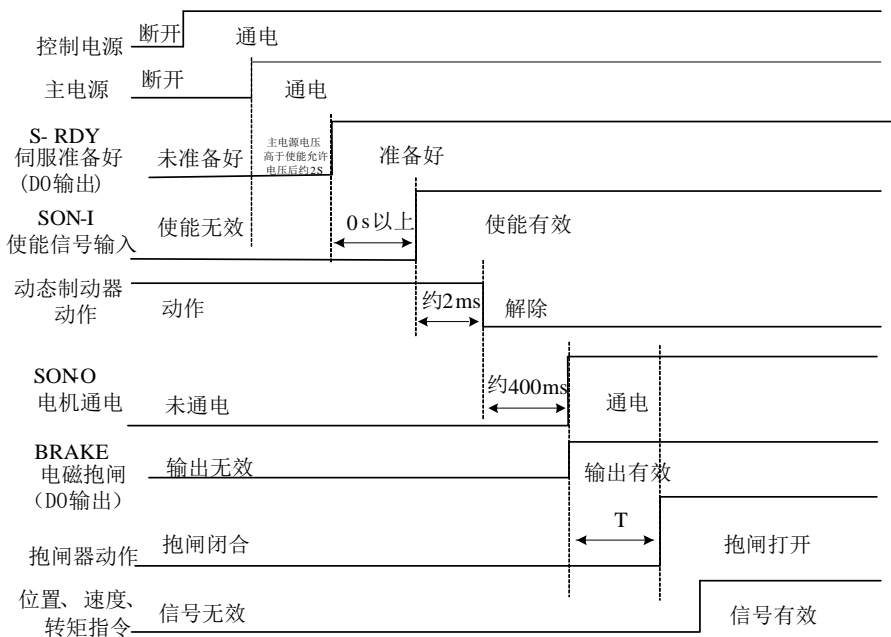 控制电源 断开 通电
主电源 断开 通电
S- RDY
伺服准备好
(DO输出)
未准备好
主电源电压
高于使能允许
电压后约2S
准备好
SON-I
使能信号输入
使能无效
0s以上
使能有效
动态制动器
动作
动作
约2ms
解除
SON-O
电机通电
未通电
约400ms
通电
BRAKE
电磁抱闸
(DO输出)
输出无效
输出有效
T
抱闸器动作
抱闸闭合
抱闸打开
位置、速度、
转矩指令
信号无效
信号有效